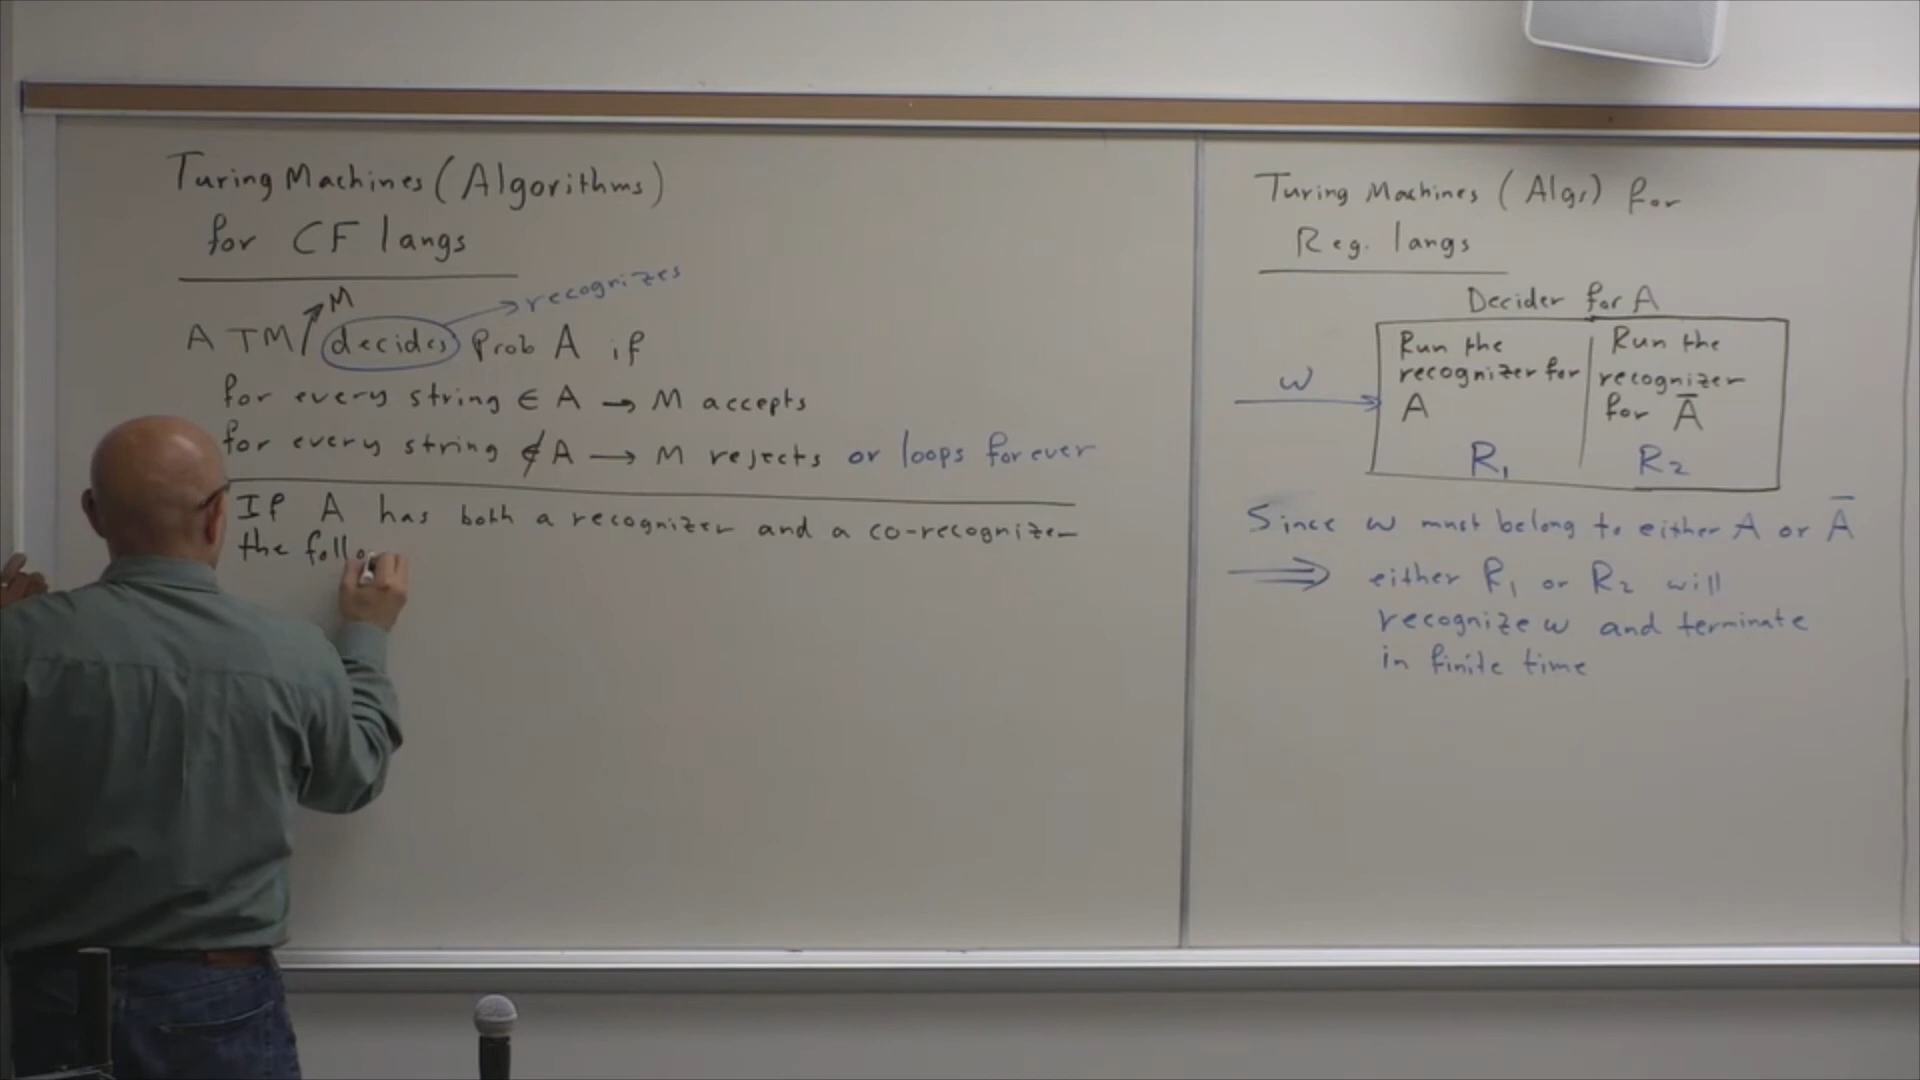 Turing Machines (Algorithms)
for CF langs
M
recognizes
A TM decides Prob A if
for every string ∈ A → M accepts
for every string ∉ A → M rejects or loops forever
If A has both a recognizer and a co-recognizer
the follo
Turing Machines (Algs) for
Reg. langs
Decider for A
w
Run the
recognizer for
A
R₁
Run the
recognizer
for Ā
R₂
Since w must belong to either A or Ā
⇒ either R₁ or R₂ will
recognize w and terminate
in finite time